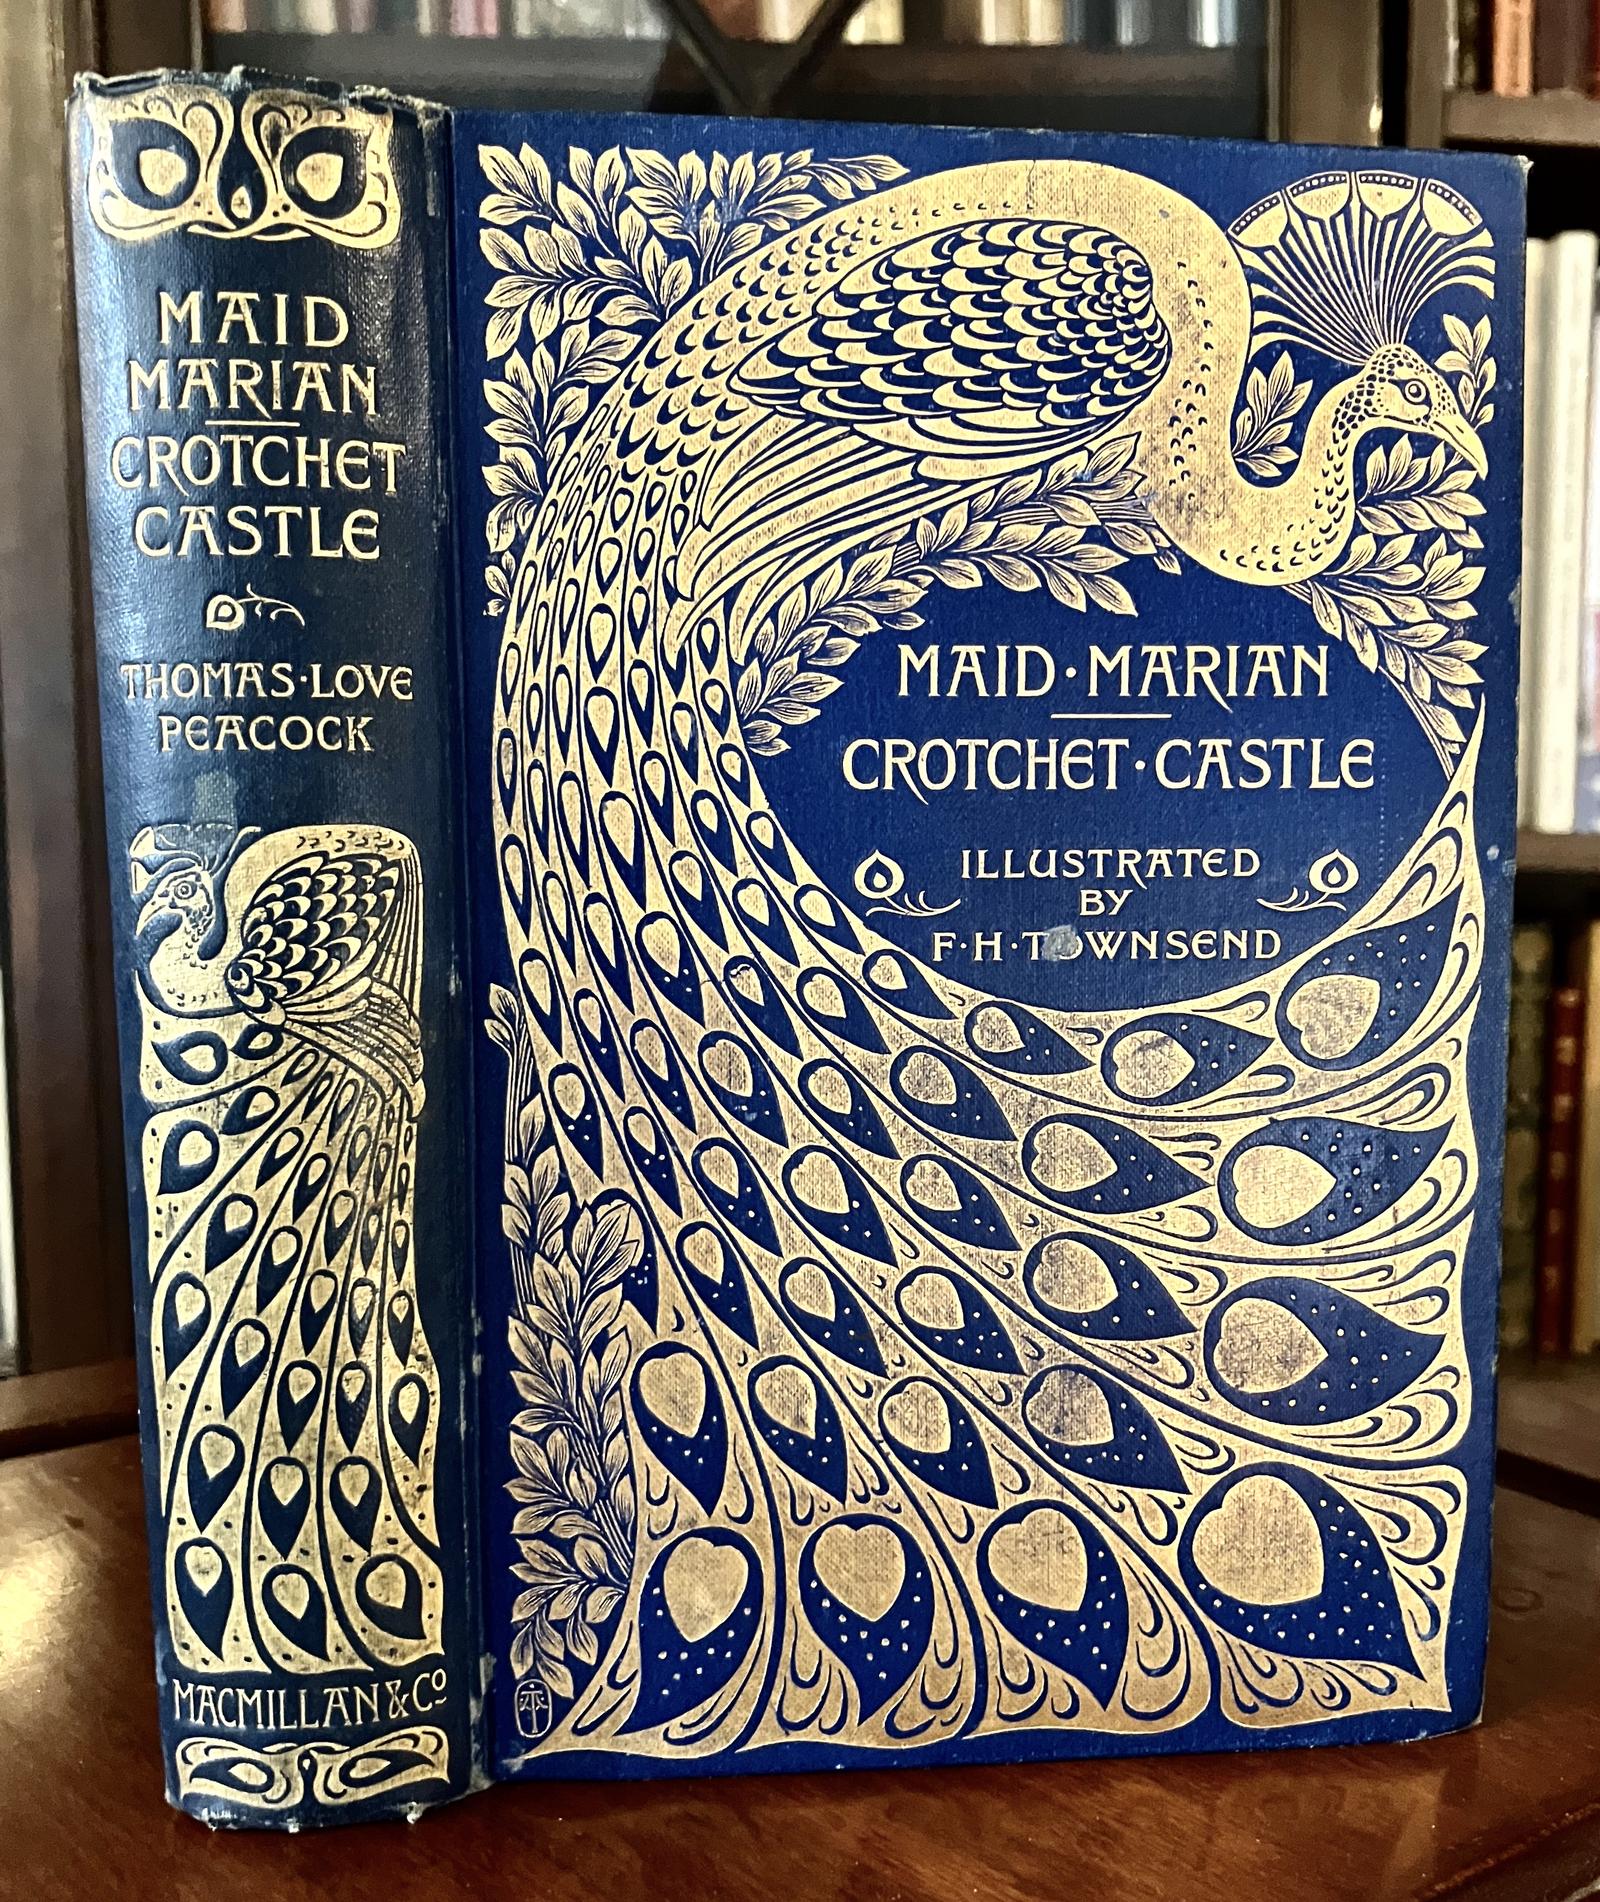 MAID
MARIAN
CROTCHET
CASTLE
THOMAS·LOVE
PEACOCK
MACMILLAN & Cº
MAID·MARIAN
CROTCHET·CASTLE
ILLUSTRATED
BY
F·H·TOWNSEND